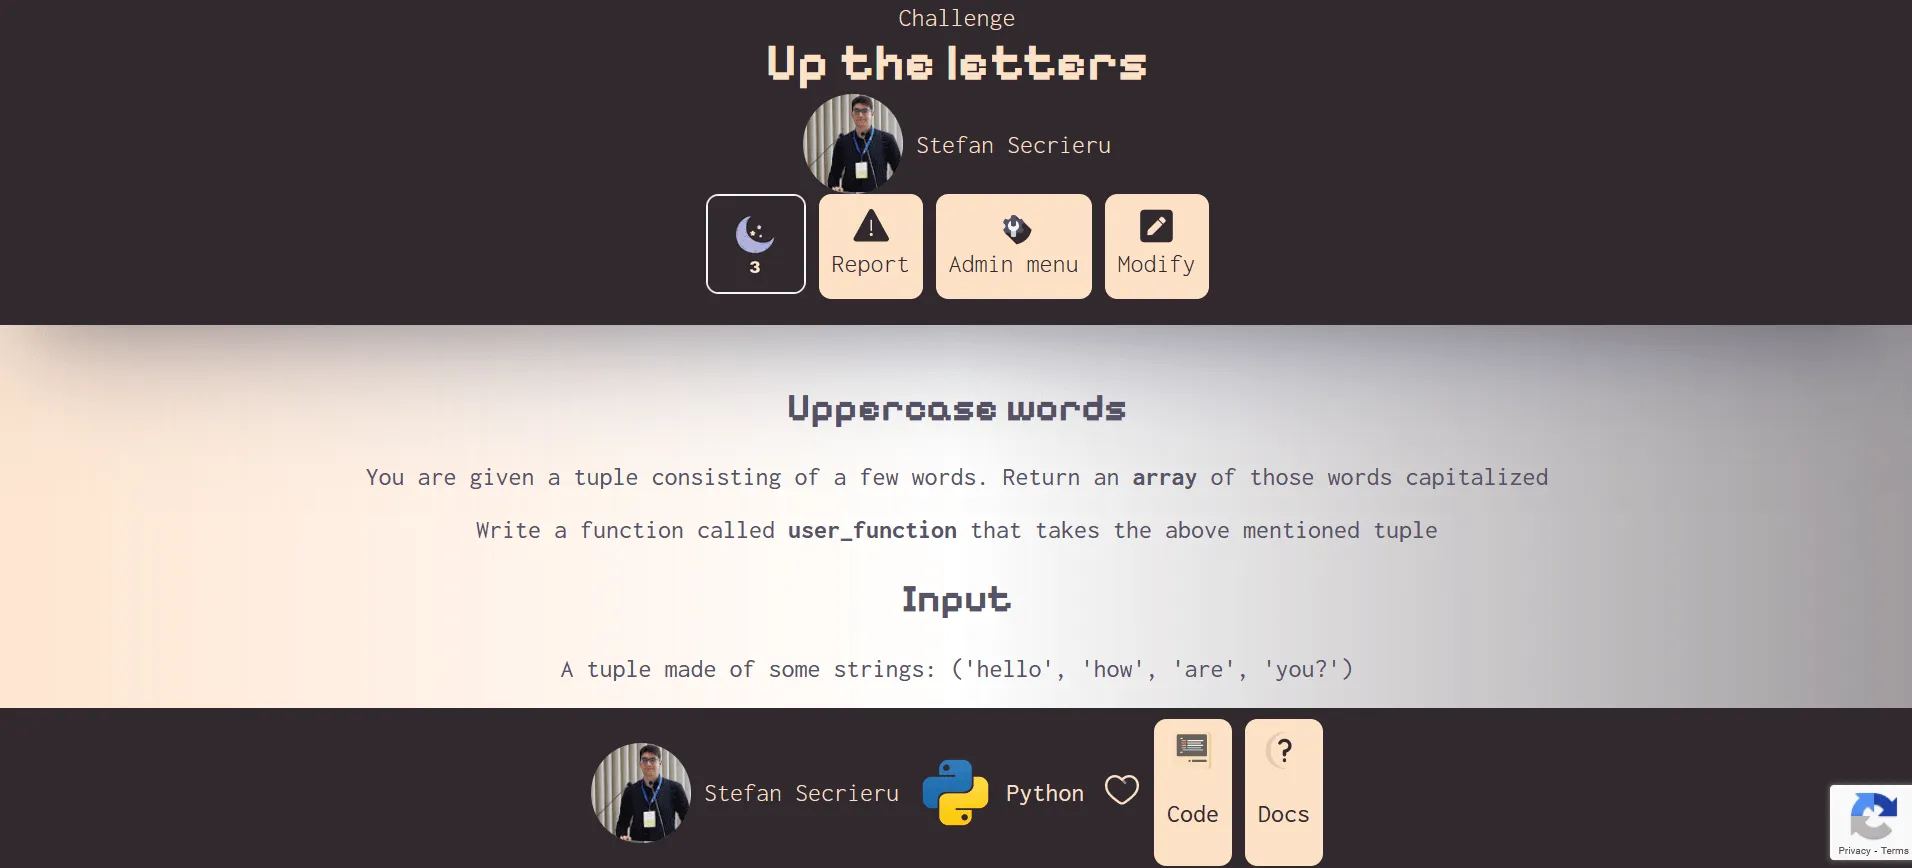 Challenge
Up the letters
Stefan Secrieru
3
Report
Admin menu
Modify
Uppercase words
You are given a tuple consisting of a few words. Return an array of those words capitalized
Write a function called user_function that takes the above mentioned tuple
Input
A tuple made of some strings: ('hello', 'how', 'are', 'you?')
Stefan Secrieru
Python
Code
Docs
Privacy - Terms